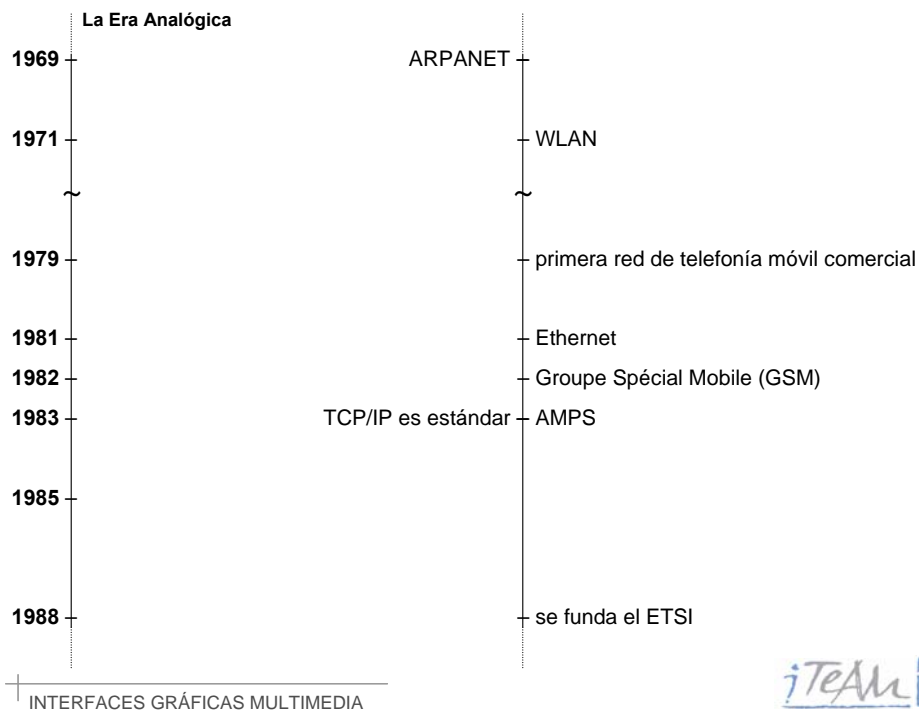 La Era Analógica
1969 ARPANET
1971 WLAN
~ ~
1979 primera red de telefonía móvil comercial
1981 Ethernet
1982 Groupe Spécial Mobile (GSM)
1983 TCP/IP es estándar AMPS
1985
1988 se funda el ETSI
INTERFACES GRÁFICAS MULTIMEDIA
iTEAM